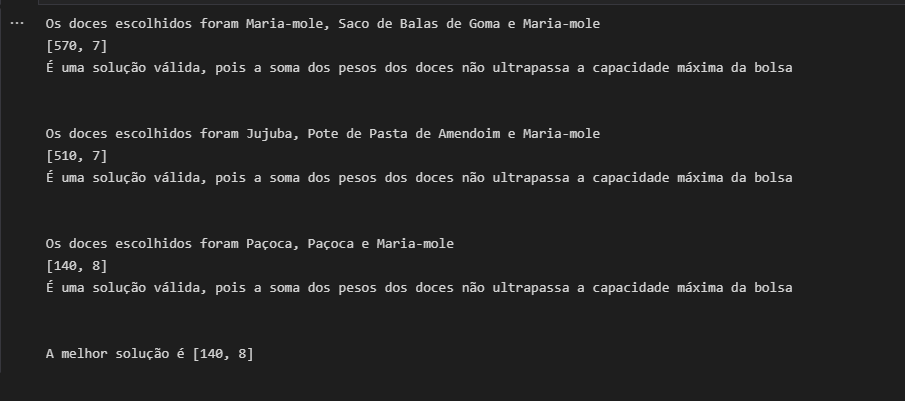 Os doces escolhidos foram Maria-mole, Saco de Balas de Goma e Maria-mole
[570, 7]
É uma solução válida, pois a soma dos pesos dos doces não ultrapassa a capacidade máxima da bolsa
Os doces escolhidos foram Jujuba, Pote de Pasta de Amendoim e Maria-mole
[510, 7]
É uma solução válida, pois a soma dos pesos dos doces não ultrapassa a capacidade máxima da bolsa
Os doces escolhidos foram Paçoca, Paçoca e Maria-mole
[140, 8]
É uma solução válida, pois a soma dos pesos dos doces não ultrapassa a capacidade máxima da bolsa
A melhor solução é [140, 8]